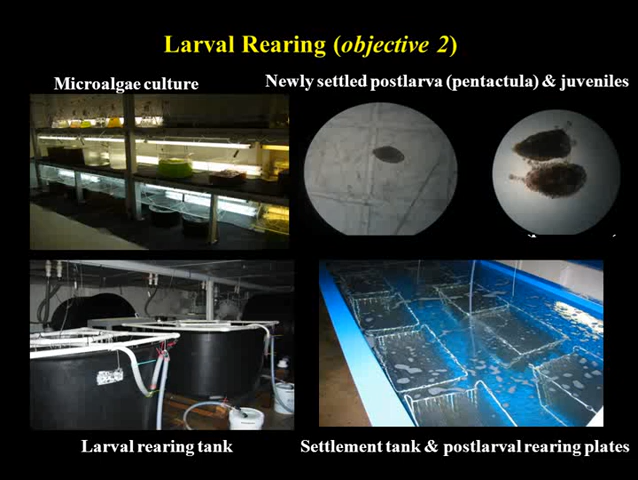 Larval Rearing (objective 2)
Microalgae culture
Newly settled postlarva (pentactula) & juveniles
Larval rearing tank
Settlement tank & postlarval rearing plates